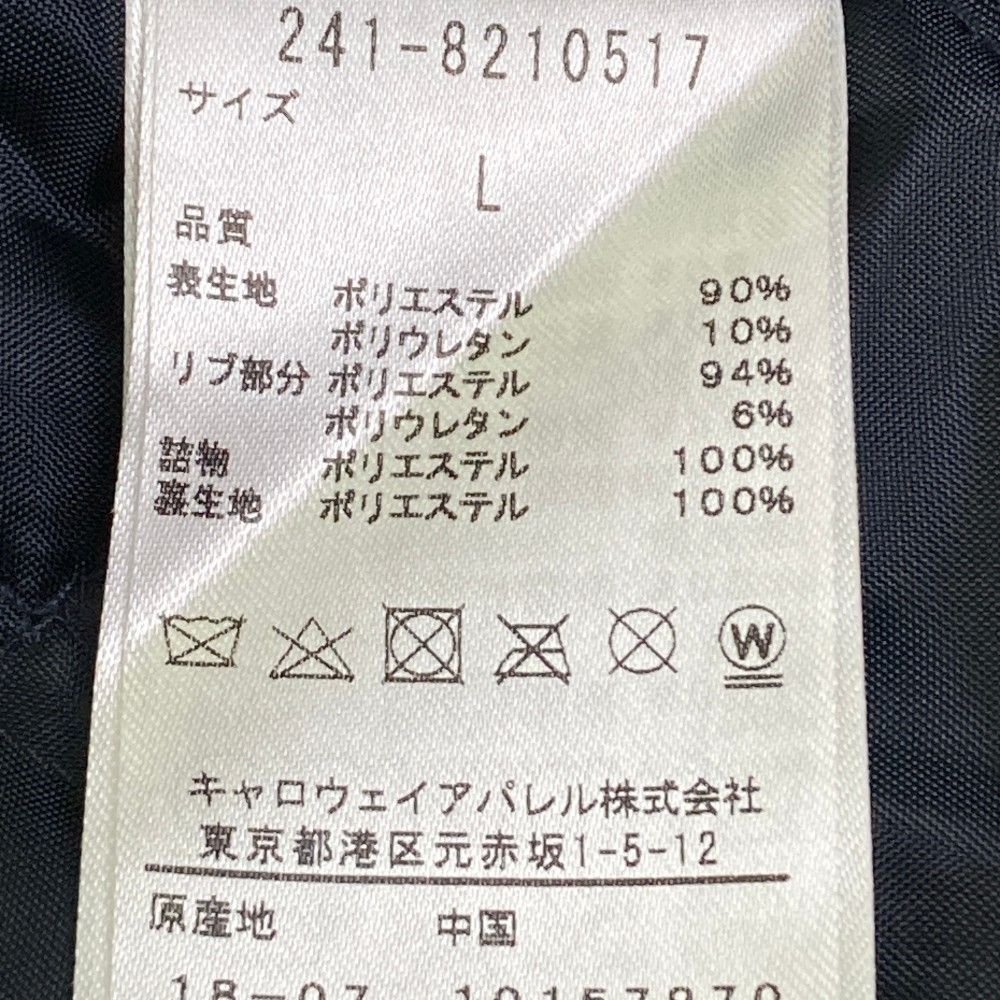 241-8210517
サイズ
L
品質
表生地 ポリエステル 90%
ポリウレタン 10%
リブ部分 ポリエステル 94%
ポリウレタン 6%
詰物 ポリエステル 100%
裏生地 ポリエステル 100%
W
キャロウェイアパレル株式会社
東京都港区元赤坂1-5-12
原産地 中国
18-07 10157970